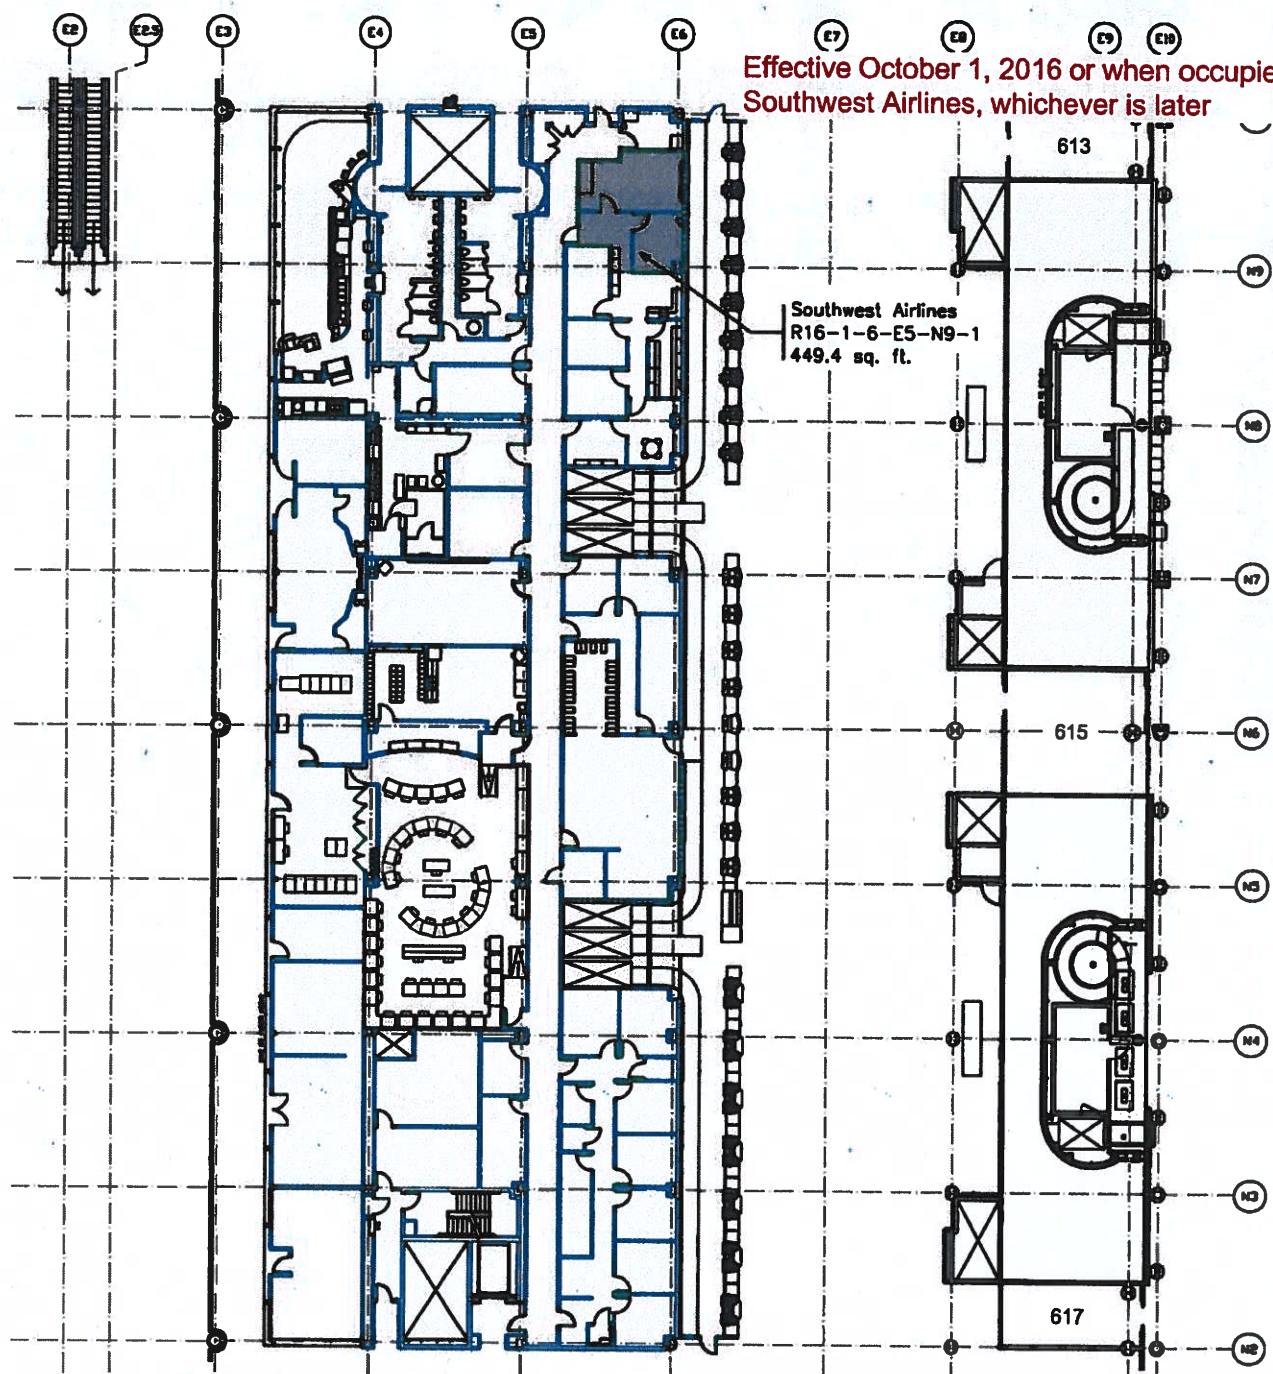 E2 E2.5 E3 E4 E5 E6 E7 E8 E9 E10
Effective October 1, 2016 or when occupie
Southwest Airlines, whichever is later
613
N9
Southwest Airlines
R16-1-6-E5-N9-1
449.4 sq. ft.
N8
N7
615
N6
N5
N4
N3
617
N2